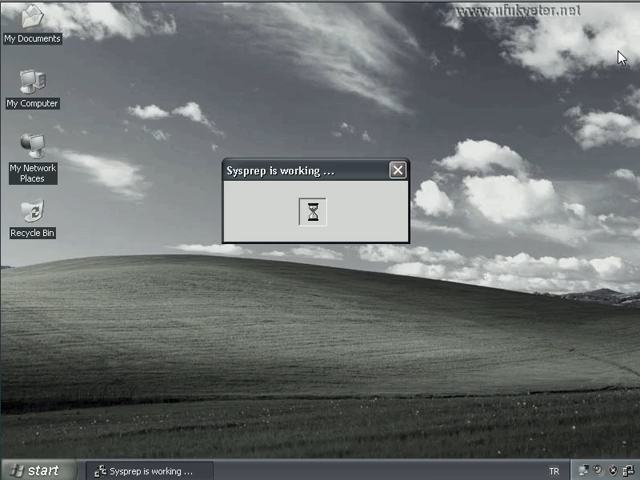 www.ufukveter.net
My Documents
My Computer
My Network
Places
Recycle Bin
Sysprep is working ...
start
Sysprep is working ...
TR